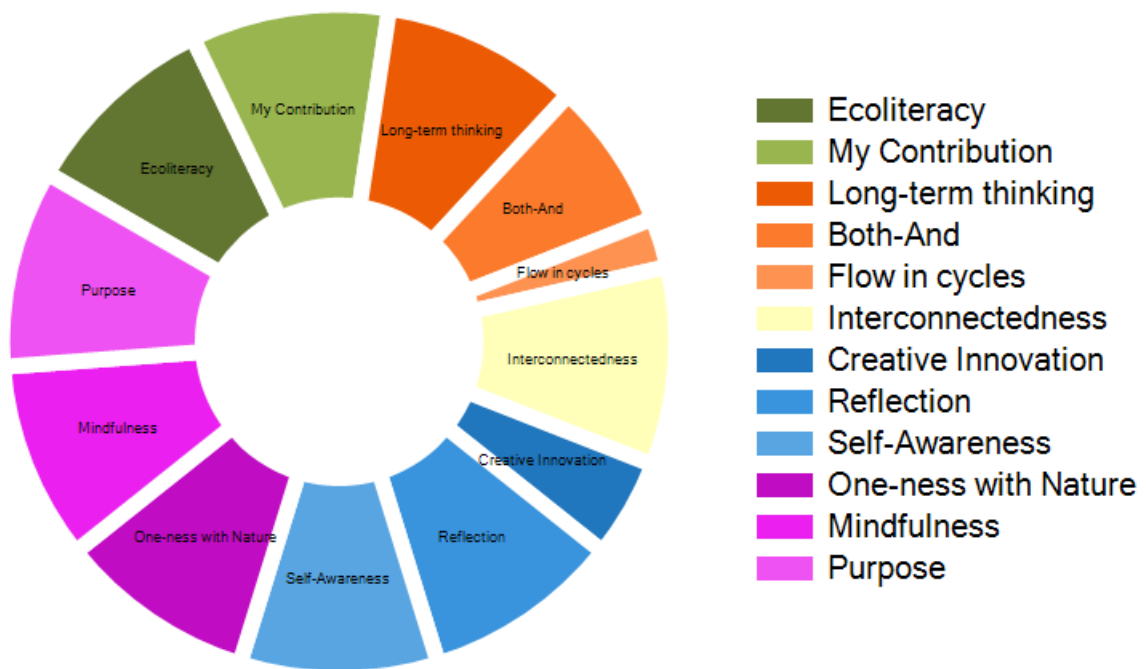 My Contribution
Long-term thinking
Ecoliteracy
Both-And
Flow in cycles
Purpose
Interconnectedness
Mindfulness
Creative Innovation
One-ness with Nature
Reflection
Self-Awareness
Ecoliteracy
My Contribution
Long-term thinking
Both-And
Flow in cycles
Interconnectedness
Creative Innovation
Reflection
Self-Awareness
One-ness with Nature
Mindfulness
Purpose